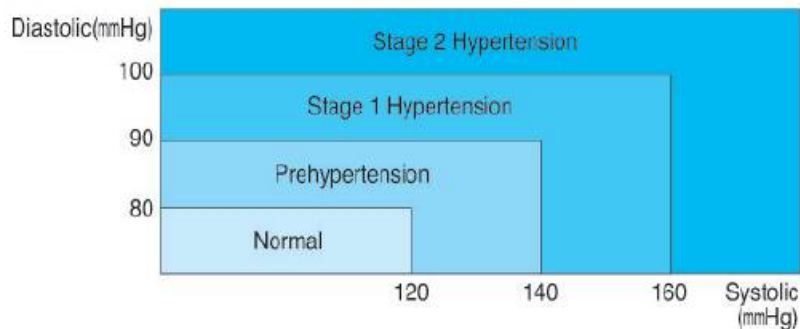 Diastolic(mmHg)
Stage 2 Hypertension
100
Stage 1 Hypertension
90
Prehypertension
80
Normal
120 140 160 Systolic
(mmHg)